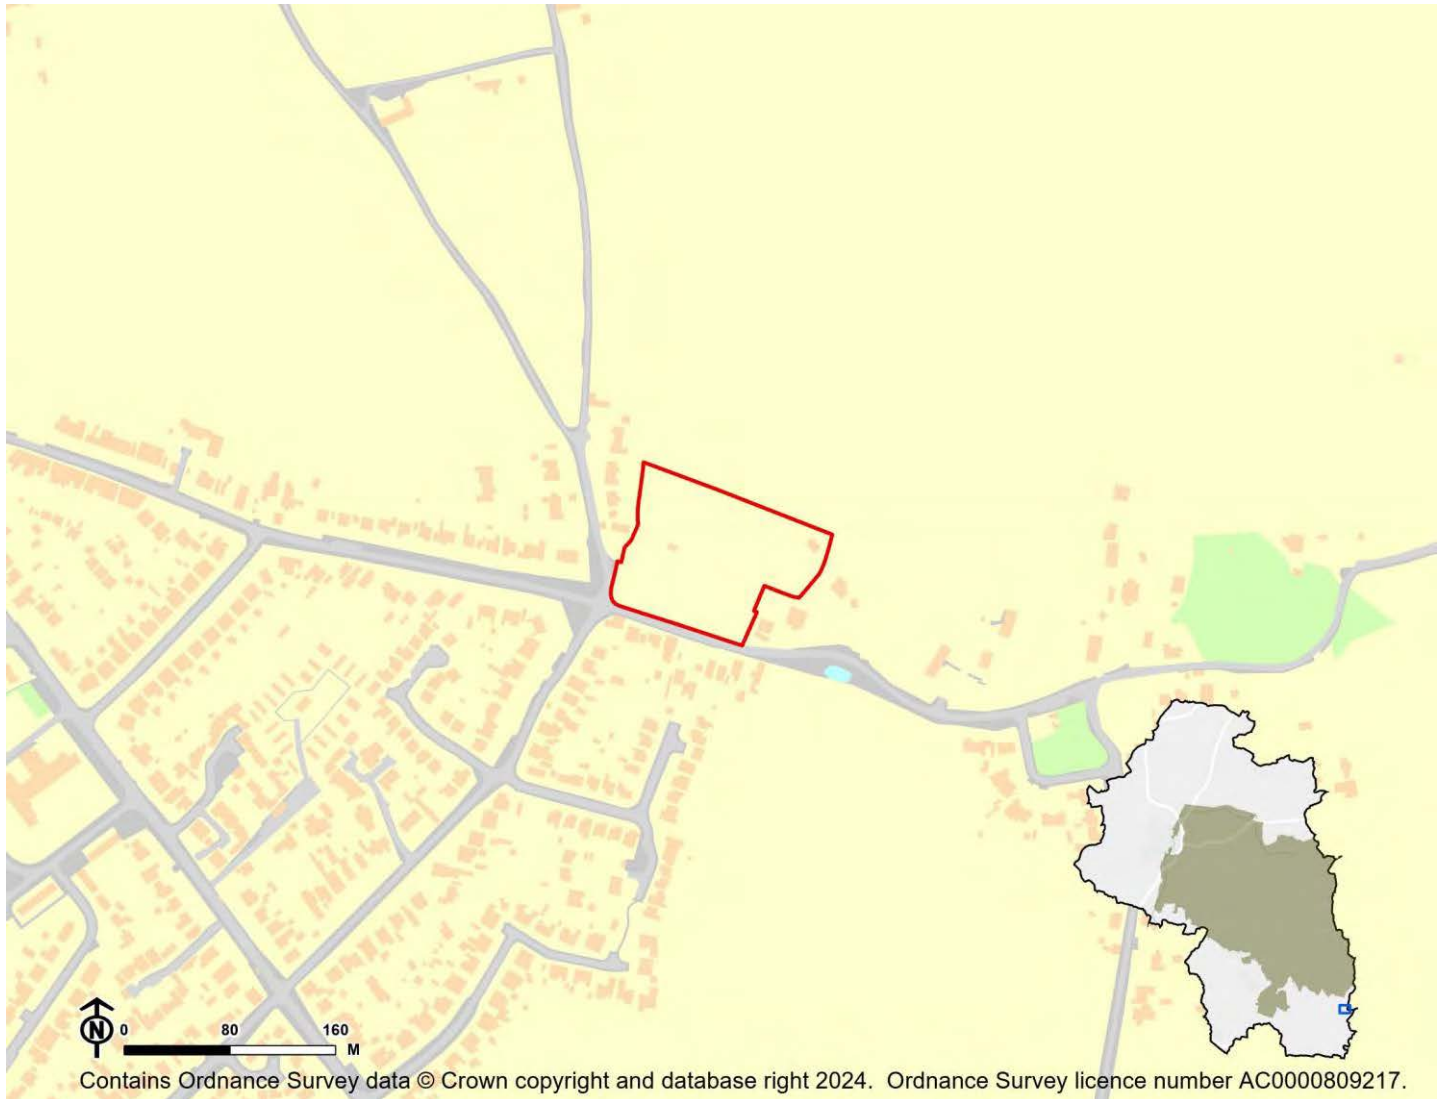 N
0 80 160
M
Contains Ordnance Survey data © Crown copyright and database right 2024. Ordnance Survey licence number AC0000809217.